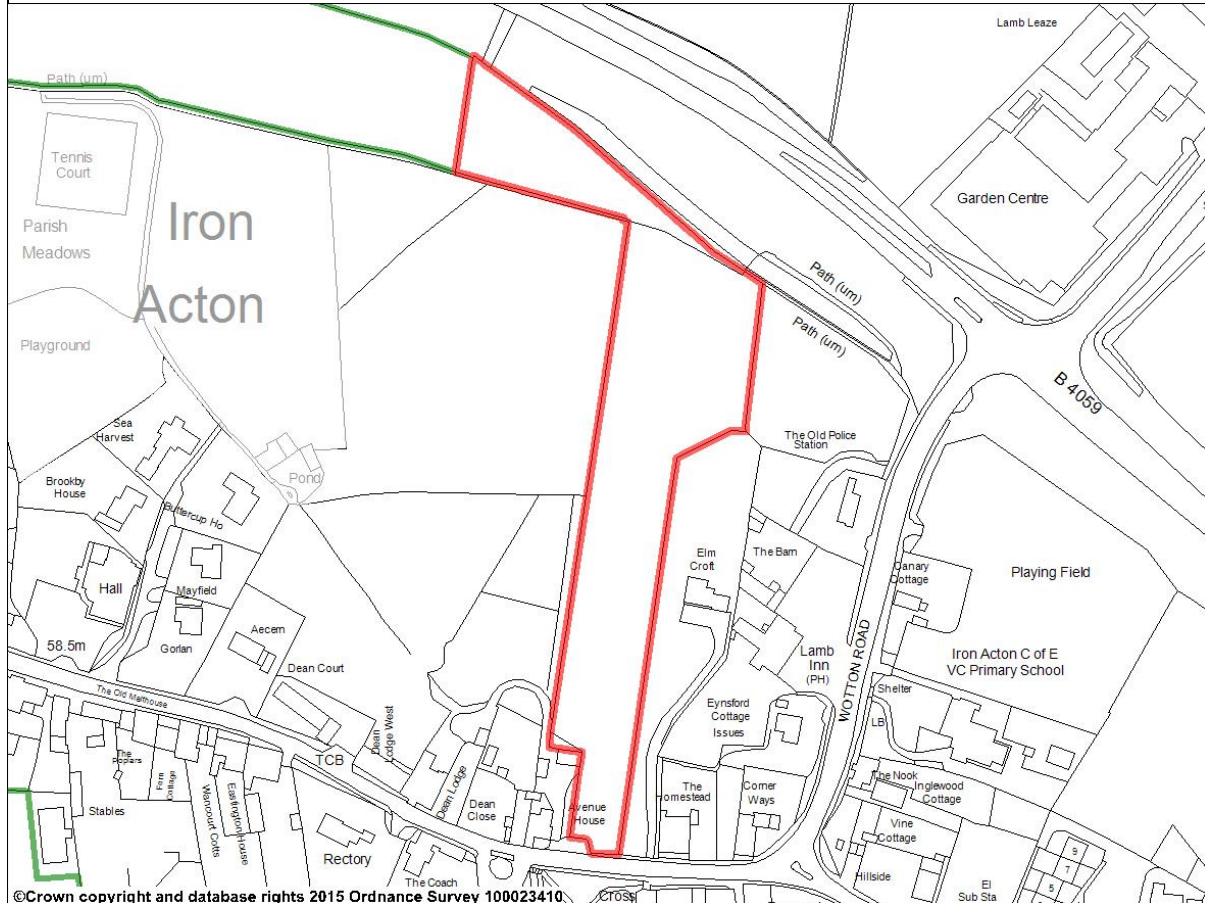 Lamb Leaze
Path (um)
Tennis
Court
Iron
Acton
Parish
Meadows
Playground
Garden Centre
Path (um)
Path (um)
B 4059
Sea
Harvest
Brookby
House
Pond
Buttercup Ho
The Old Police
Station
Hall
Mayfield
Elm
Croft
The Barn
Canary
Cottage
Playing Field
58.5m
Gorlan
Aecern
Dean Court
Lamb
Inn
(PH)
WOTTON ROAD
Iron Acton C of E
VC Primary School
Shelter
LB
The Old Malthouse
Dean
Lodge West
Eynsford
Cottage
Issues
TCB
The
Poplars
Fern
Cottage
Wancourt Cotts
Eastington House
Stables
Dean Lodge
Dean
Close
Avenue
House
The
Homestead
Corner
Ways
The Nook
Inglewood
Cottage
Vine
Cottage
Rectory
The Coach
Hillside
9
7
5
El
Sub Sta
Cross
©Crown copyright and database rights 2015 Ordnance Survey 100023410